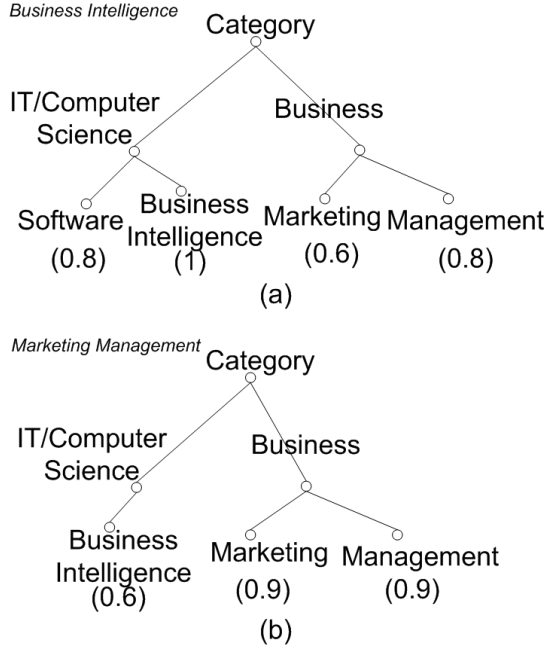 Business Intelligence
Category
IT/Computer
Science
Business
Software
Business
Intelligence
Marketing
Management
(0.8)
(1)
(0.6)
(0.8)
(a)
Marketing Management
Category
IT/Computer
Science
Business
Business
Intelligence
Marketing
Management
(0.6)
(0.9)
(0.9)
(b)